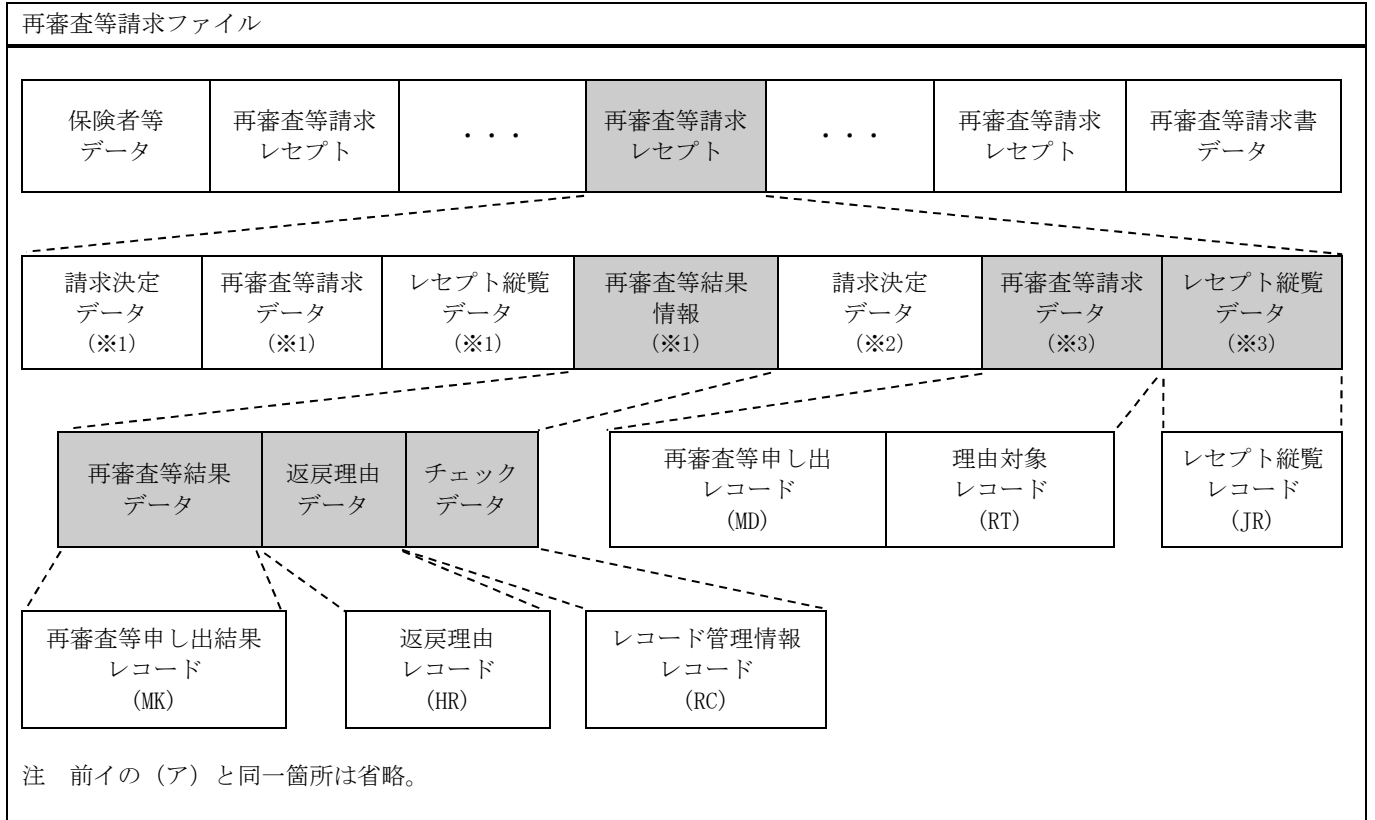 再審査等請求ファイル
保険者等
データ
再審査等請求
レセプト
・・・
再審査等請求
レセプト
・・・
再審査等請求
レセプト
再審査等請求書
データ
請求決定
データ
(※1)
再審査等請求
データ
(※1)
レセプト縦覧
データ
(※1)
再審査等結果
情報
(※1)
請求決定
データ
(※2)
再審査等請求
データ
(※3)
レセプト縦覧
データ
(※3)
再審査等結果
データ
返戻理由
データ
チェック
データ
再審査等申し出
レコード
(MD)
理由対象
レコード
(RT)
レセプト縦覧
レコード
(JR)
再審査等申し出結果
レコード
(MK)
返戻理由
レコード
(HR)
レコード管理情報
レコード
(RC)
注　前イの（ア）と同一箇所は省略。